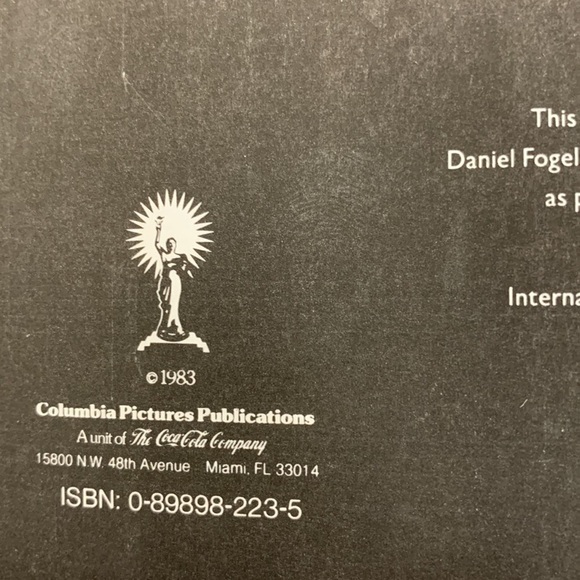 This
Daniel Fogel
as p
Interna
©1983
Columbia Pictures Publications
A unit of The Coca-Cola Company
15800 N.W. 48th Avenue Miami, FL 33014
ISBN: 0-89898-223-5